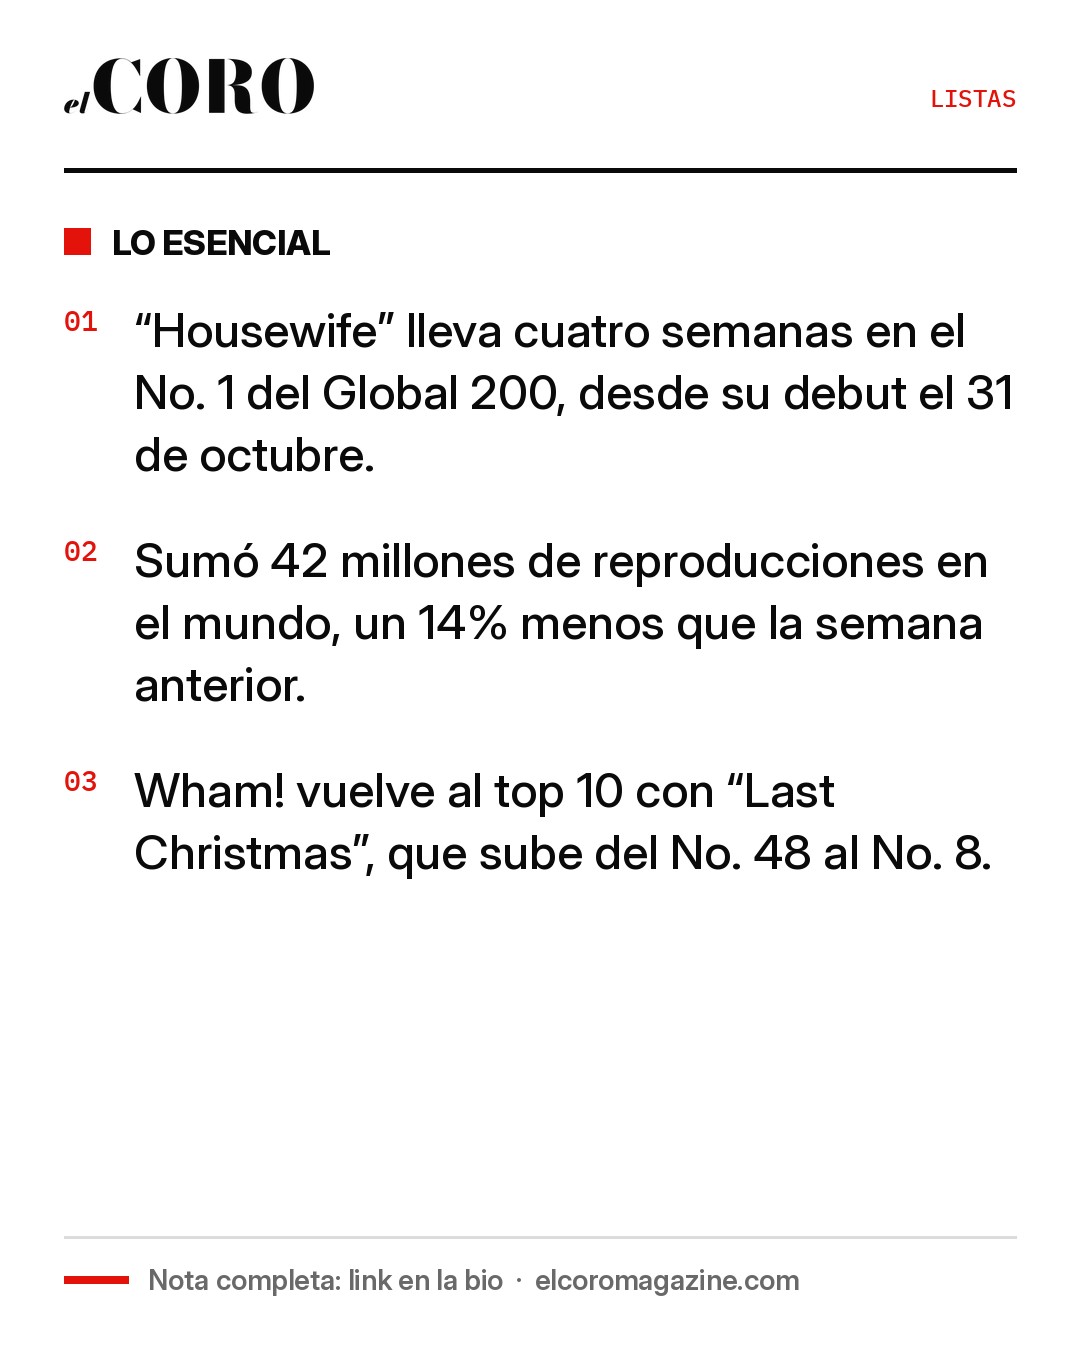 el CORO
LISTAS
LO ESENCIAL
01 “Housewife” lleva cuatro semanas en el
No. 1 del Global 200, desde su debut el 31
de octubre.
02 Sumó 42 millones de reproducciones en
el mundo, un 14% menos que la semana
anterior.
03 Wham! vuelve al top 10 con “Last
Christmas”, que sube del No. 48 al No. 8.
Nota completa: link en la bio · elcoromagazine.com